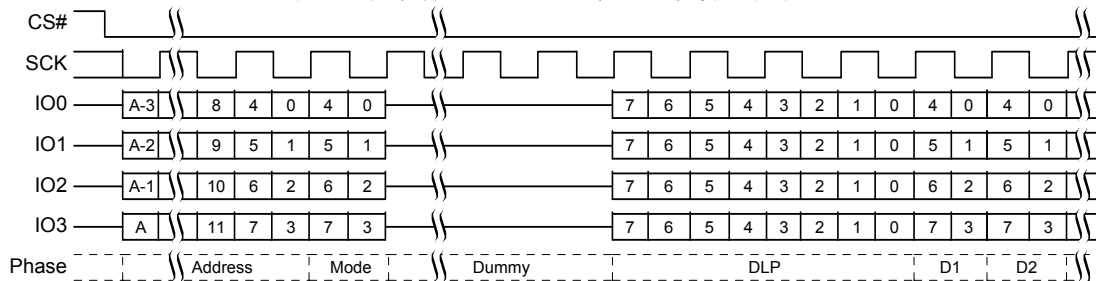 CS#
SCK
IO0 A-3 8 4 0 4 0 7 6 5 4 3 2 1 0 4 0 4 0
IO1 A-2 9 5 1 5 1 7 6 5 4 3 2 1 0 5 1 5 1
IO2 A-1 10 6 2 6 2 7 6 5 4 3 2 1 0 6 2 6 2
IO3 A 11 7 3 7 3 7 6 5 4 3 2 1 0 7 3 7 3
Phase Address Mode Dummy DLP D1 D2